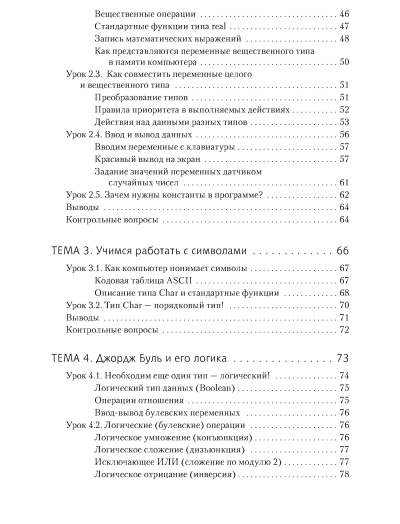 Вещественные операции . . . . . . . . . . . . . . . . . . . . . . . . . . . . 46
Стандартные функции типа real . . . . . . . . . . . . . . . . . . . . . 47
Запись математических выражений . . . . . . . . . . . . . . . . . . 48
Как представляются переменные вещественного типа
в памяти компьютера . . . . . . . . . . . . . . . . . . . . . . . . . . 50
Урок 2.3. Как совместить переменные целого
и вещественного типа . . . . . . . . . . . . . . . . . . . . . . . . . . . . . . 51
Преобразование типов . . . . . . . . . . . . . . . . . . . . . . . . . . . . . 51
Правила приоритета в выполняемых действиях . . . . . . . . 52
Действия над данными разных типов . . . . . . . . . . . . . . . . . 53
Урок 2.4. Ввод и вывод данных . . . . . . . . . . . . . . . . . . . . . . . . . . 56
Вводим переменные с клавиатуры . . . . . . . . . . . . . . . . . . . . 57
Красивый вывод на экран . . . . . . . . . . . . . . . . . . . . . . . . . . 57
Задание значений переменных датчиком
случайных чисел . . . . . . . . . . . . . . . . . . . . . . . . . . . . . . 61
Урок 2.5. Зачем нужны константы в программе? . . . . . . . . . . . . 62
Выводы . . . . . . . . . . . . . . . . . . . . . . . . . . . . . . . . . . . . . . . . . . . 64
Контрольные вопросы . . . . . . . . . . . . . . . . . . . . . . . . . . . . . . . . 64
ТЕМА 3. Учимся работать с символами . . . . . . . . . . . . . 66
Урок 3.1. Как компьютер понимает символы . . . . . . . . . . . . . . . 67
Кодовая таблица ASCII . . . . . . . . . . . . . . . . . . . . . . . . . . . . 67
Описание типа Char и стандартные функции . . . . . . . . . . 68
Урок 3.2. Тип Char — порядковый тип! . . . . . . . . . . . . . . . . . . . . 70
Выводы . . . . . . . . . . . . . . . . . . . . . . . . . . . . . . . . . . . . . . . . . . . 71
Контрольные вопросы . . . . . . . . . . . . . . . . . . . . . . . . . . . . . . . . 72
ТЕМА 4. Джордж Буль и его логика . . . . . . . . . . . . . . . 73
Урок 4.1. Необходим еще один тип — логический! . . . . . . . . . . . 74
Логический тип данных (Boolean) . . . . . . . . . . . . . . . . . . . . 75
Операции отношения . . . . . . . . . . . . . . . . . . . . . . . . . . . . . . 75
Ввод-вывод булевских переменных . . . . . . . . . . . . . . . . . . 76
Урок 4.2. Логические (булевские) операции . . . . . . . . . . . . . . . . 76
Логическое умножение (конъюнкция) . . . . . . . . . . . . . . . . 76
Логическое сложение (дизъюнкция) . . . . . . . . . . . . . . . . . 77
Исключающее ИЛИ (сложение по модулю 2) . . . . . . . . . . . 77
Логическое отрицание (инверсия) . . . . . . . . . . . . . . . . . . . . 78